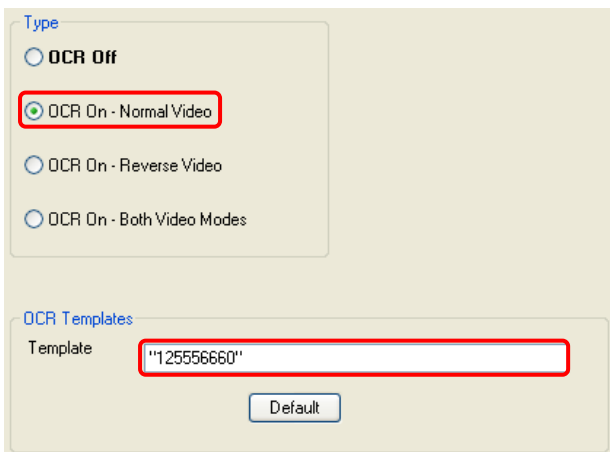 Type
OCR Off
OCR On - Normal Video
OCR On - Reverse Video
OCR On - Both Video Modes
OCR Templates
Template "125556660"
Default